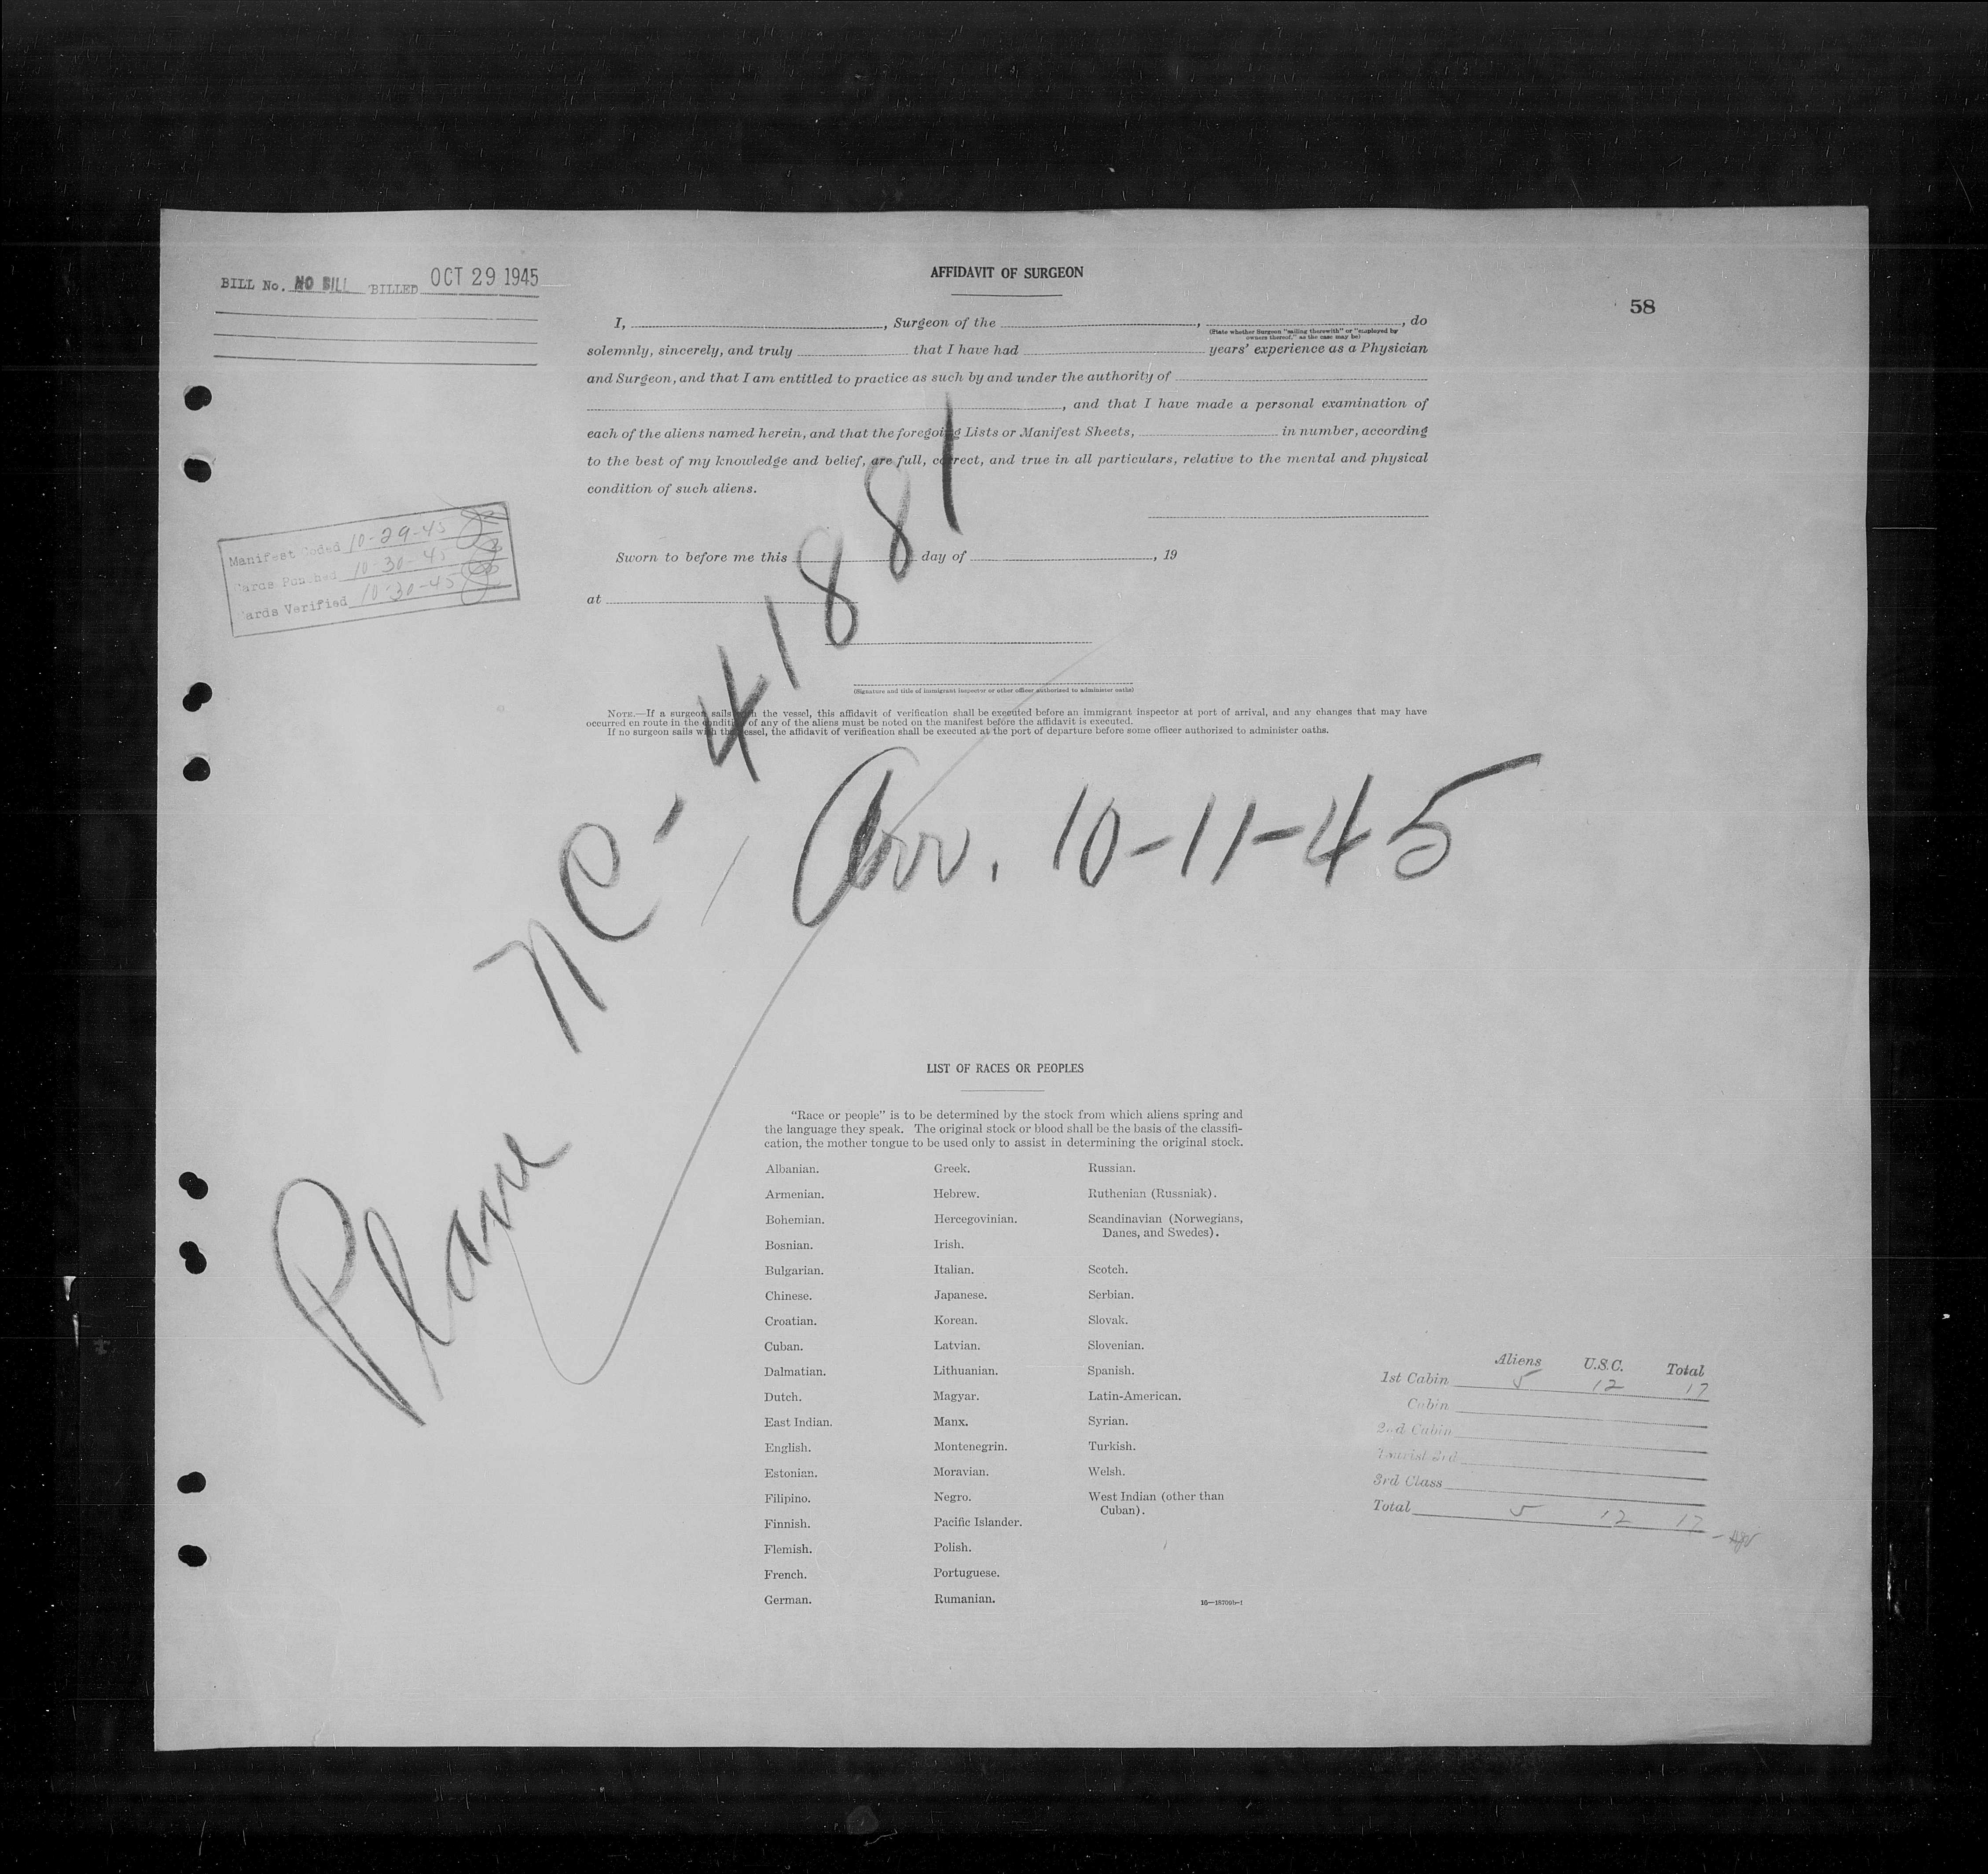 BILL No. NO BILL BILLED OCT 29 1945
AFFIDAVIT OF SURGEON
58
I, , Surgeon of the , , do
(State whether Surgeon "sailing therewith" or "employed by
owners thereof," as the case may be)
solemnly, sincerely, and truly that I have had years' experience as a Physician
and Surgeon, and that I am entitled to practice as such by and under the authority of
, and that I have made a personal examination of
each of the aliens named herein, and that the foregoing Lists or Manifest Sheets, in number, according
to the best of my knowledge and belief, are full, correct, and true in all particulars, relative to the mental and physical
condition of such aliens.
Manifest Coded 10-29-45
Cards Punched 10-30-45
Cards Verified 10-30-45
Sworn to before me this day of , 19
at
(Signature and title of immigrant inspector or other officer authorized to administer oaths)
NOTE.—If a surgeon sails with the vessel, this affidavit of verification shall be executed before an immigrant inspector at port of arrival, and any changes that may have
occurred en route in the condition of any of the aliens must be noted on the manifest before the affidavit is executed.
If no surgeon sails with the vessel, the affidavit of verification shall be executed at the port of departure before some officer authorized to administer oaths.
Plane NC-41881
Arr. 10-11-45
LIST OF RACES OR PEOPLES
"Race or people" is to be determined by the stock from which aliens spring and
the language they speak. The original stock or blood shall be the basis of the classifi-
cation, the mother tongue to be used only to assist in determining the original stock.
Albanian.
Armenian.
Bohemian.
Bosnian.
Bulgarian.
Chinese.
Croatian.
Cuban.
Dalmatian.
Dutch.
East Indian.
English.
Estonian.
Filipino.
Finnish.
Flemish.
French.
German.
Greek.
Hebrew.
Hercegovinian.
Irish.
Italian.
Japanese.
Korean.
Latvian.
Lithuanian.
Magyar.
Manx.
Montenegrin.
Moravian.
Negro.
Pacific Islander.
Polish.
Portuguese.
Rumanian.
Russian.
Ruthenian (Russniak).
Scandinavian (Norwegians,
Danes, and Swedes).
Scotch.
Serbian.
Slovak.
Slovenian.
Spanish.
Latin-American.
Syrian.
Turkish.
Welsh.
West Indian (other than
Cuban).
16—18709b-1
Aliens U.S.C. Total
1st Cabin 5 12 17
Cabin
2nd Cabin
Tourist 3rd
3rd Class
Total 5 12 17